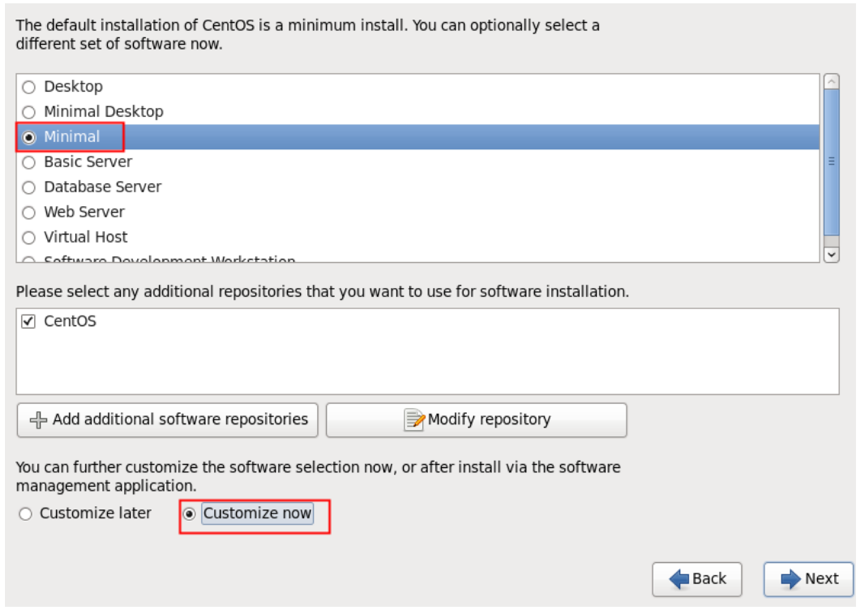 The default installation of CentOS is a minimum install. You can optionally select a
different set of software now.
Desktop
Minimal Desktop
Minimal
Basic Server
Database Server
Web Server
Virtual Host
Software Development Workstation
Please select any additional repositories that you want to use for software installation.
CentOS
Add additional software repositories
Modify repository
You can further customize the software selection now, or after install via the software
management application.
Customize later
Customize now
Back
Next